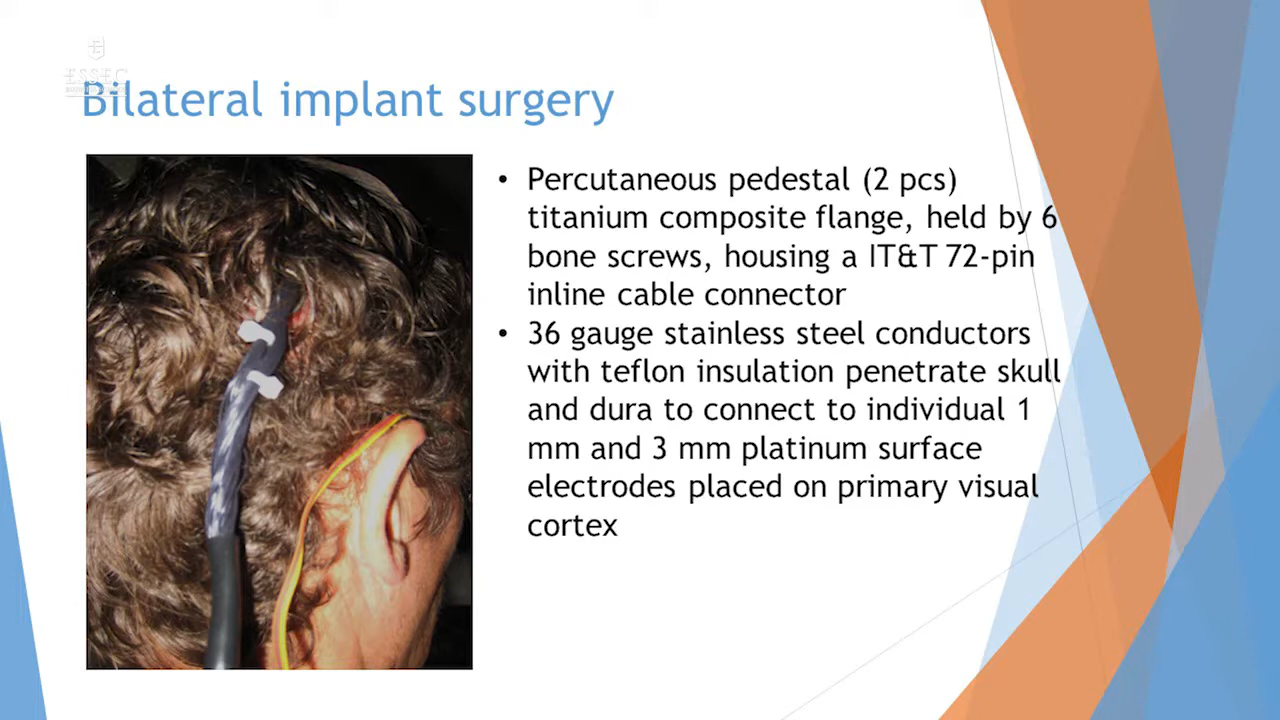 ESSEC
Bilateral implant surgery
• Percutaneous pedestal (2 pcs)
titanium composite flange, held by 6
bone screws, housing a IT&T 72-pin
inline cable connector
• 36 gauge stainless steel conductors
with teflon insulation penetrate skull
and dura to connect to individual 1
mm and 3 mm platinum surface
electrodes placed on primary visual
cortex